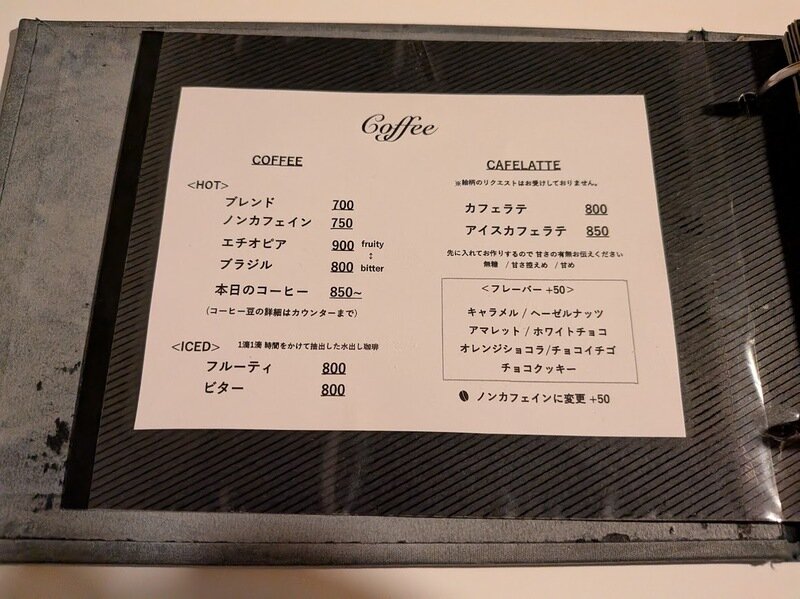 Coffee
COFFEE
<HOT>
ブレンド 700
ノンカフェイン 750
エチオピア 900 fruity
↕
ブラジル 800 bitter
本日のコーヒー 850~
(コーヒー豆の詳細はカウンターまで)
<ICED> 1滴1滴 時間をかけて抽出した水出し珈琲
フルーティ 800
ビター 800
CAFELATTE
※絵柄のリクエストはお受けしておりません。
カフェラテ 800
アイスカフェラテ 850
先に入れてお作りするので 甘さの有無お伝えください
無糖 / 甘さ控えめ / 甘め
<フレーバー +50>
キャラメル / ヘーゼルナッツ
アマレット / ホワイトチョコ
オレンジショコラ/チョコイチゴ
チョコクッキー
ノンカフェインに変更 +50